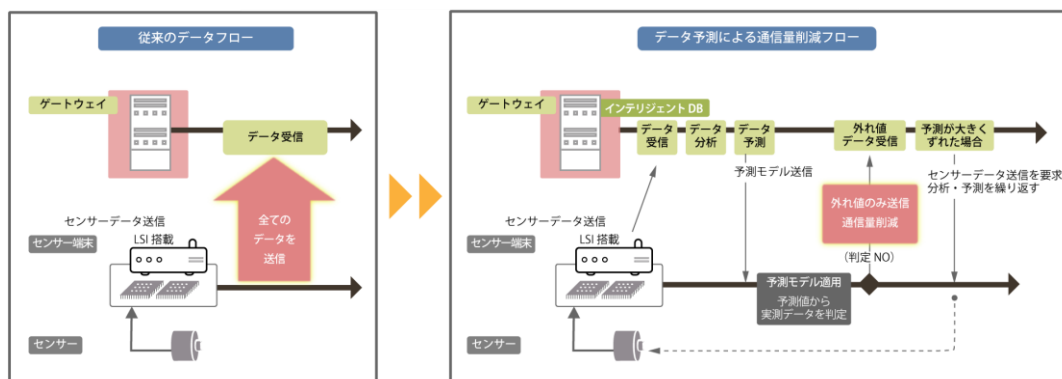 従来のデータフロー
ゲートウェイ
データ受信
全ての
データを
送信
センサーデータ送信
LSI 搭載
センサー端末
センサー
データ予測による通信量削減フロー
ゲートウェイ
インテリジェント DB
データ
受信
データ
分析
データ
予測
外れ値
データ受信
予測が大きく
ずれた場合
予測モデル送信
センサーデータ送信を要求
分析・予測を繰り返す
外れ値のみ送信
通信量削減
センサーデータ送信
LSI 搭載
センサー端末
(判定 NO)
予測モデル適用
予測値から
実測データを判定
センサー